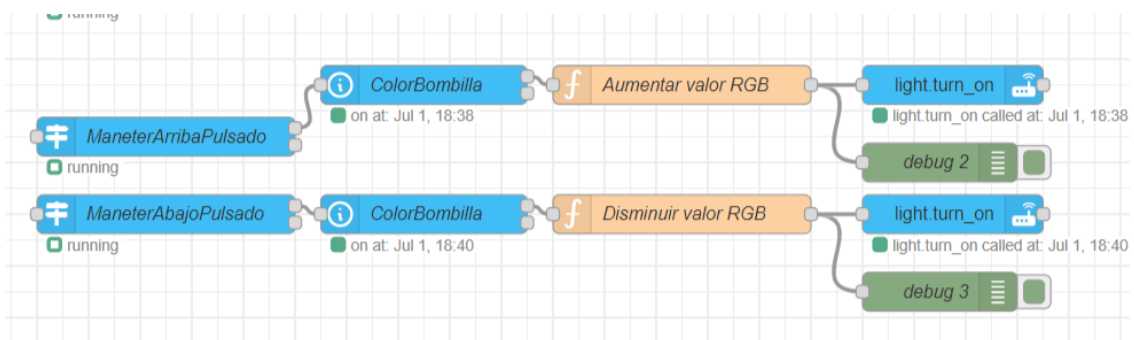 running
ColorBombilla
Aumentar valor RGB
light.turn_on
on at: Jul 1, 18:38
light.turn_on called at: Jul 1, 18:38
ManeterArribaPulsado
debug 2
running
ManeterAbajoPulsado
ColorBombilla
Disminuir valor RGB
light.turn_on
running
on at: Jul 1, 18:40
light.turn_on called at: Jul 1, 18:40
debug 3